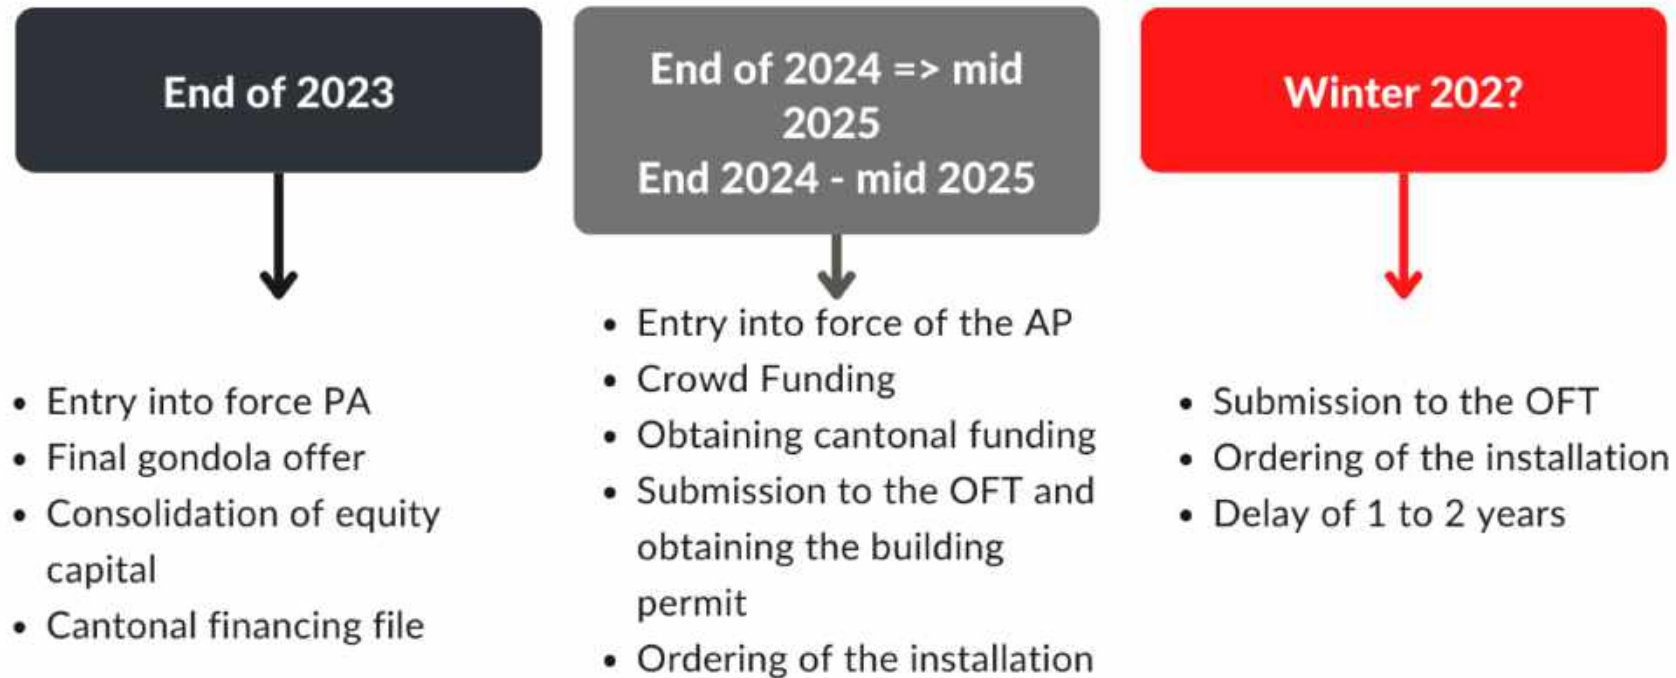 End of 2023
End of 2024 => mid
2025
End 2024 - mid 2025
Winter 202?
• Entry into force PA
• Final gondola offer
• Consolidation of equity
capital
• Cantonal financing file
• Entry into force of the AP
• Crowd Funding
• Obtaining cantonal funding
• Submission to the OFT and
obtaining the building
permit
• Ordering of the installation
• Submission to the OFT
• Ordering of the installation
• Delay of 1 to 2 years